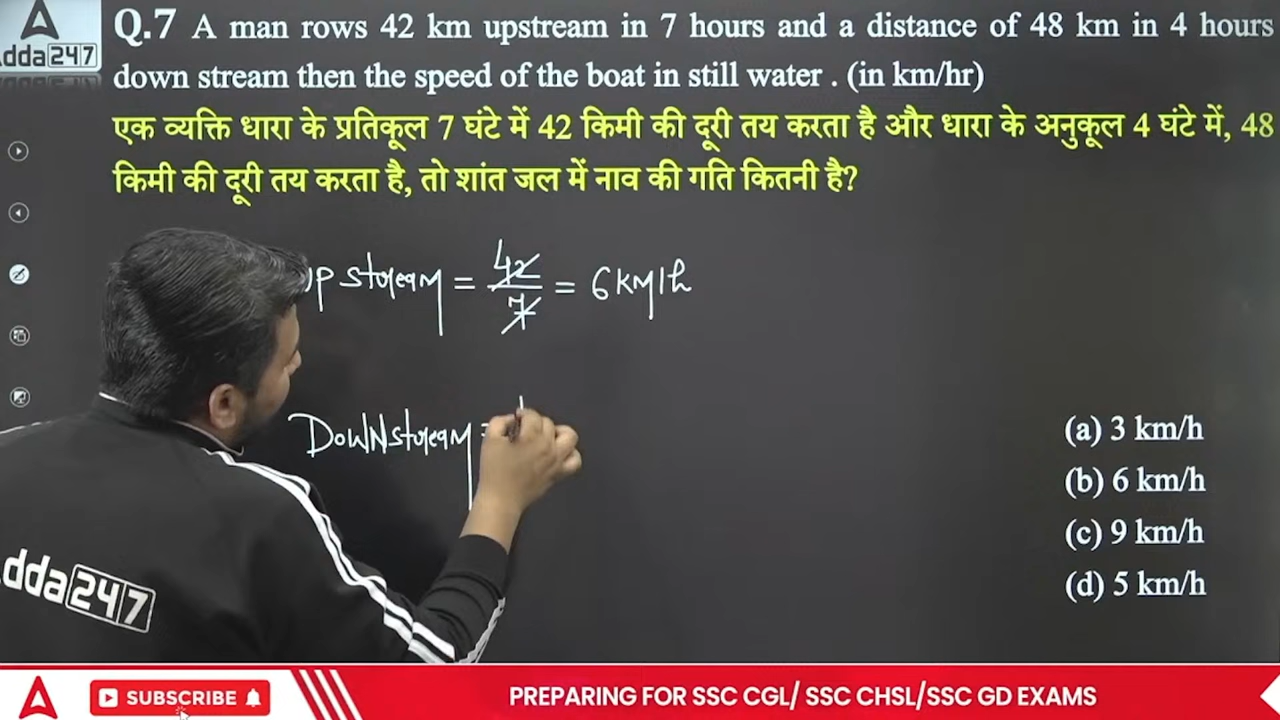 Adda247
Q.7 A man rows 42 km upstream in 7 hours and a distance of 48 km in 4 hours
down stream then the speed of the boat in still water . (in km/hr)
एक व्यक्ति धारा के प्रतिकूल 7 घंटे में 42 किमी की दूरी तय करता है और धारा के अनुकूल 4 घंटे में, 48
किमी की दूरी तय करता है, तो शांत जल में नाव की गति कितनी है?
Upstream = 42/7 = 6 km/h
Downstream =
(a) 3 km/h
(b) 6 km/h
(c) 9 km/h
(d) 5 km/h
dda247
SUBSCRIBE
PREPARING FOR SSC CGL/ SSC CHSL/SSC GD EXAMS